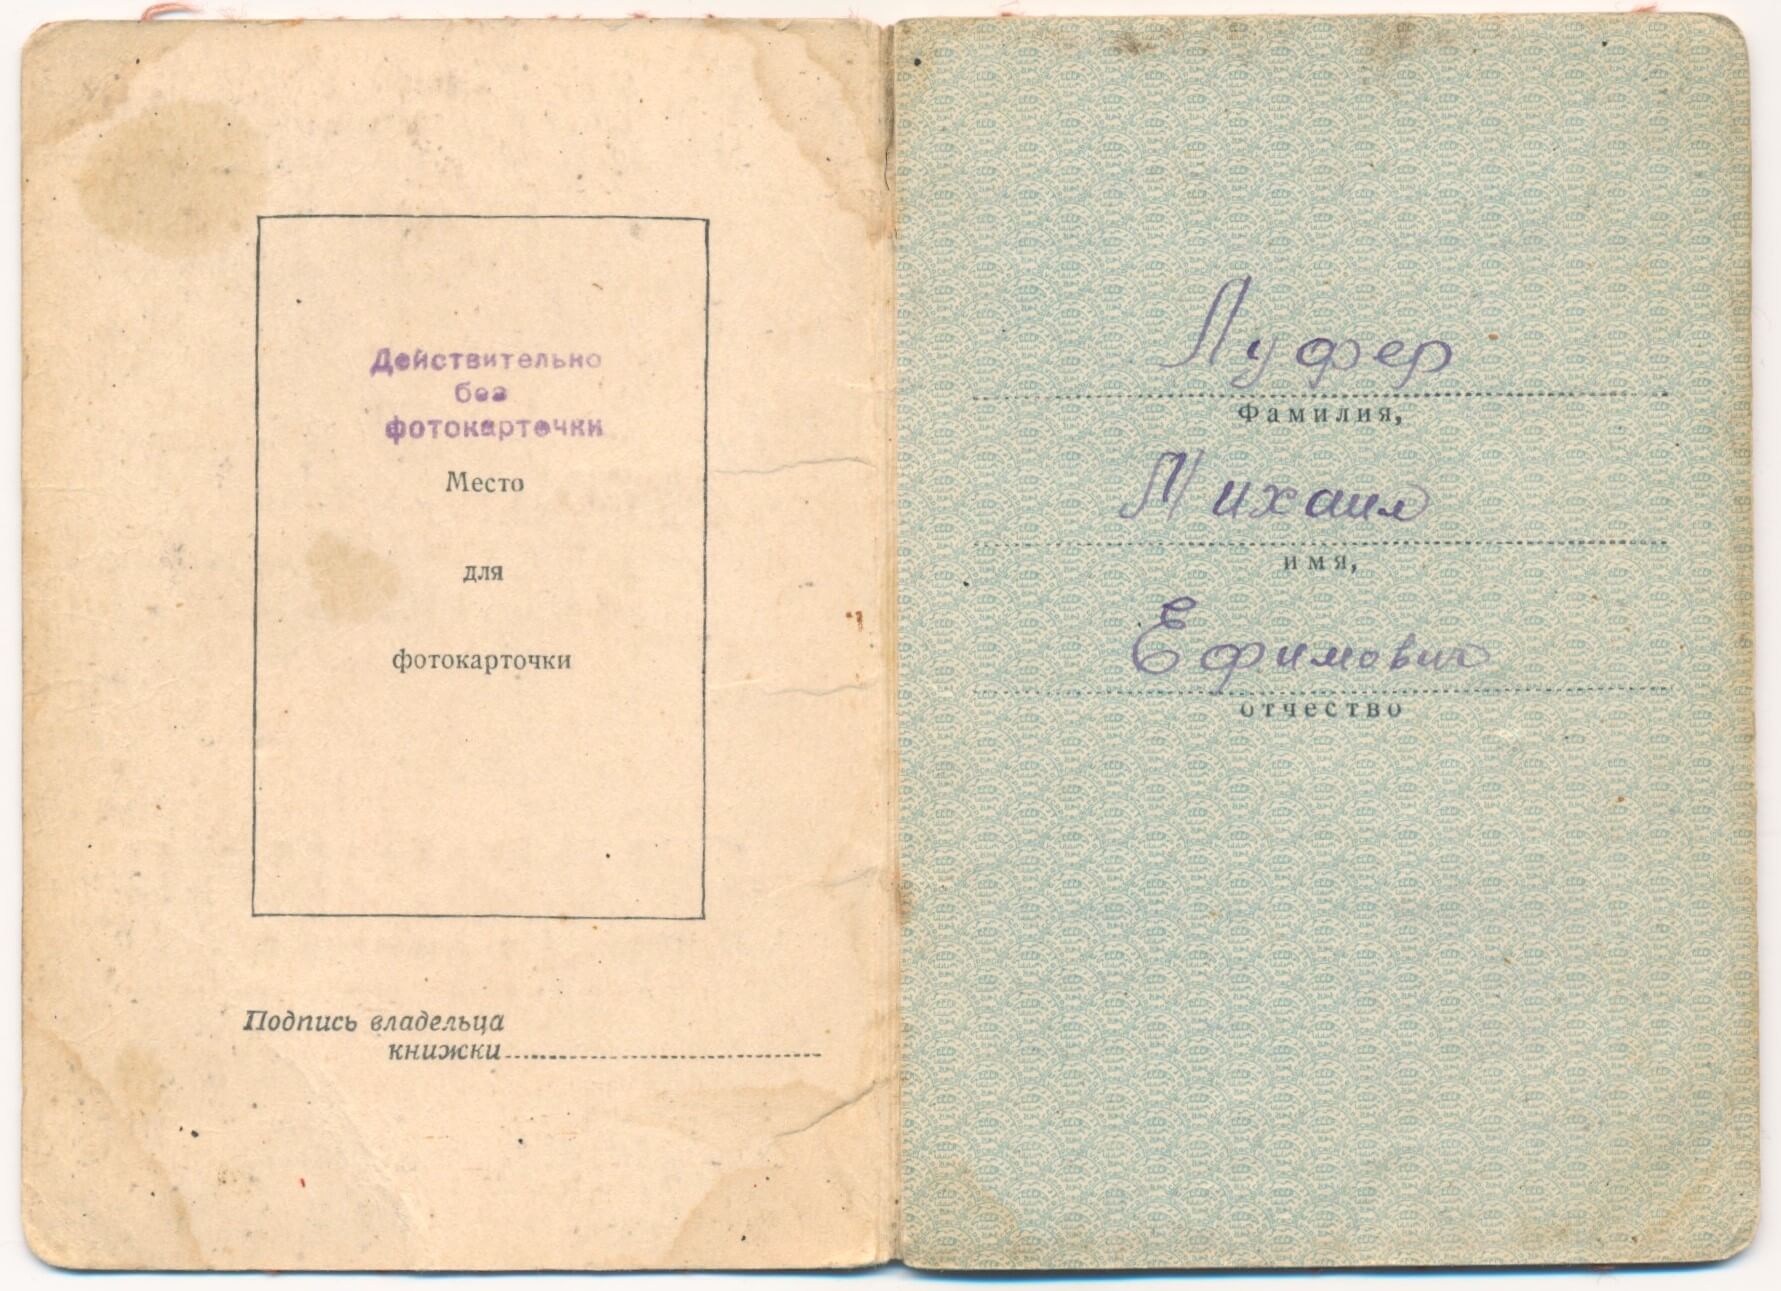 Действительно
без
фотокарточки
Место
для
фотокарточки
Подпись владельца
книжки
Луфер
Фамилия,
Михаил
имя,
Ефимович
отчество